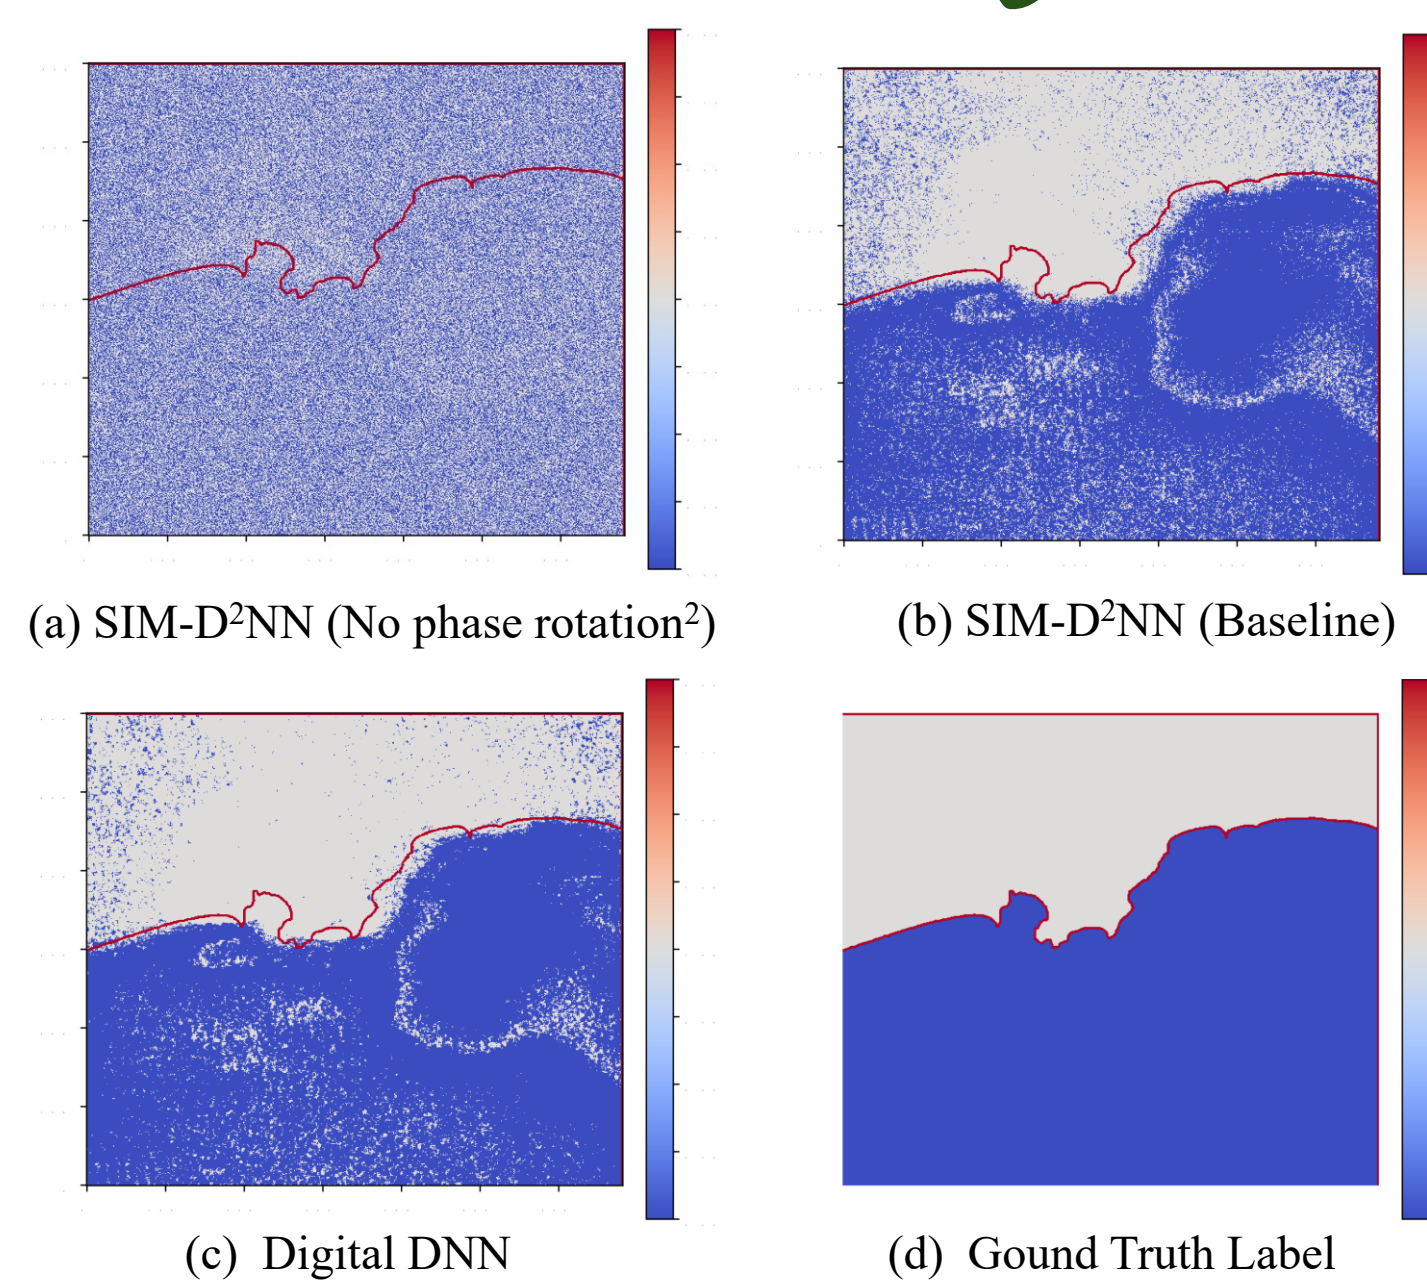 (a) SIM-D²NN (No phase rotation²)
(b) SIM-D²NN (Baseline)
(c) Digital DNN
(d) Gound Truth Label